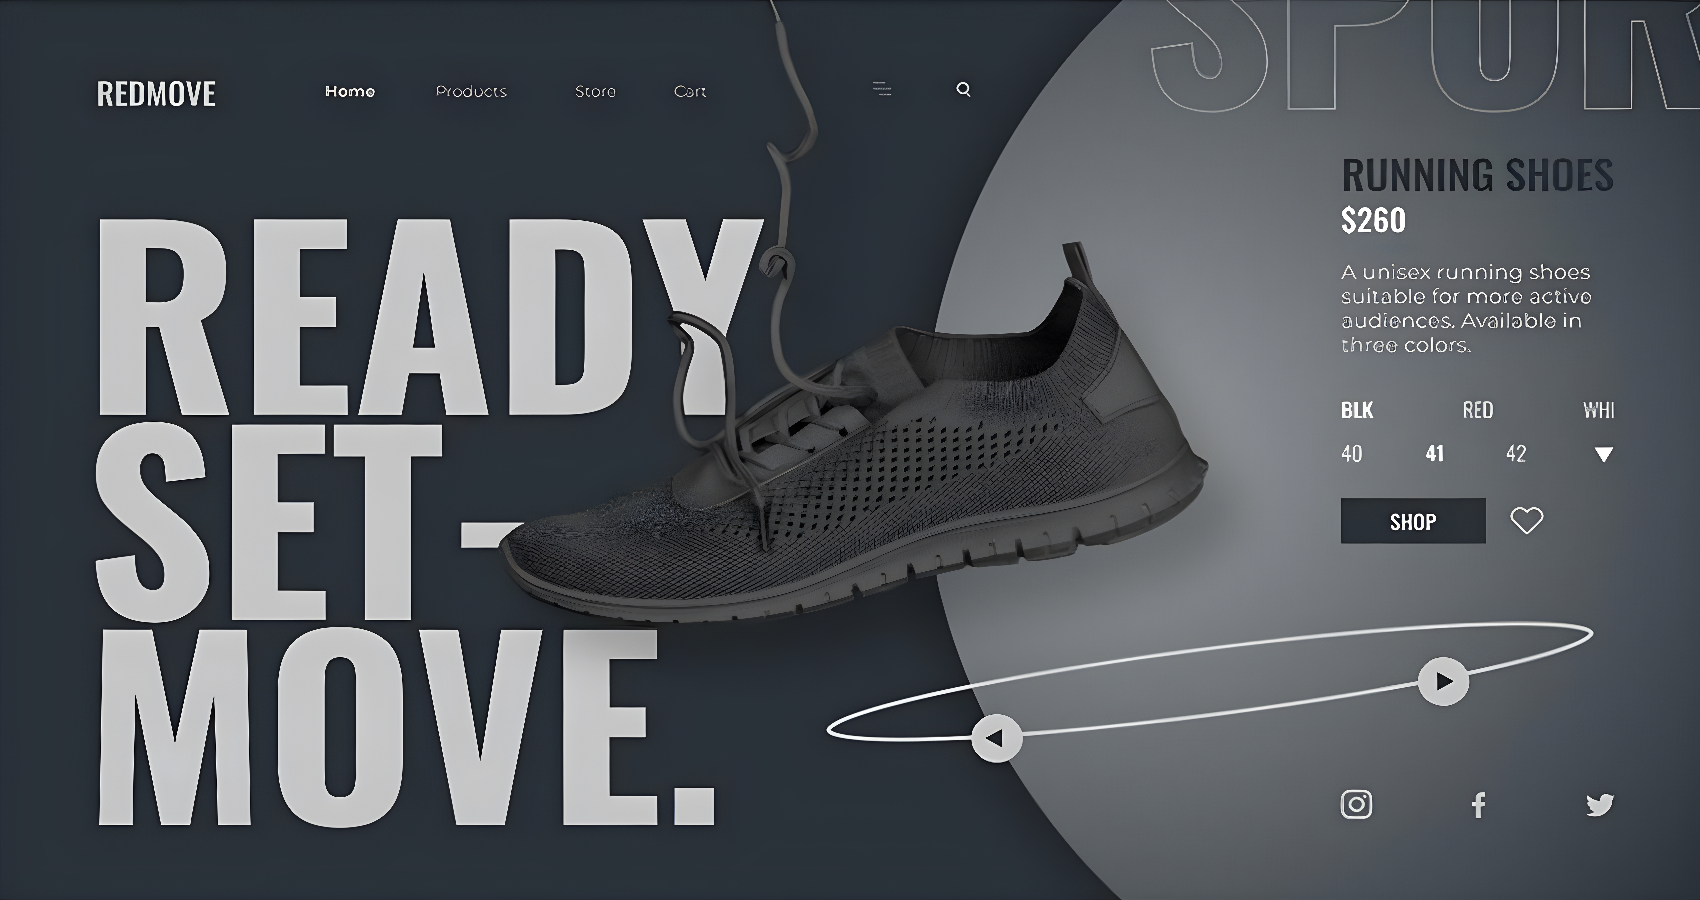 SPOR
REDMOVE Home Products Store Cart
READY
SET-
MOVE.
RUNNING SHOES
$260
A unisex running shoes
suitable for more active
audiences. Available in
three colors.
BLK RED WHI
40 41 42
SHOP